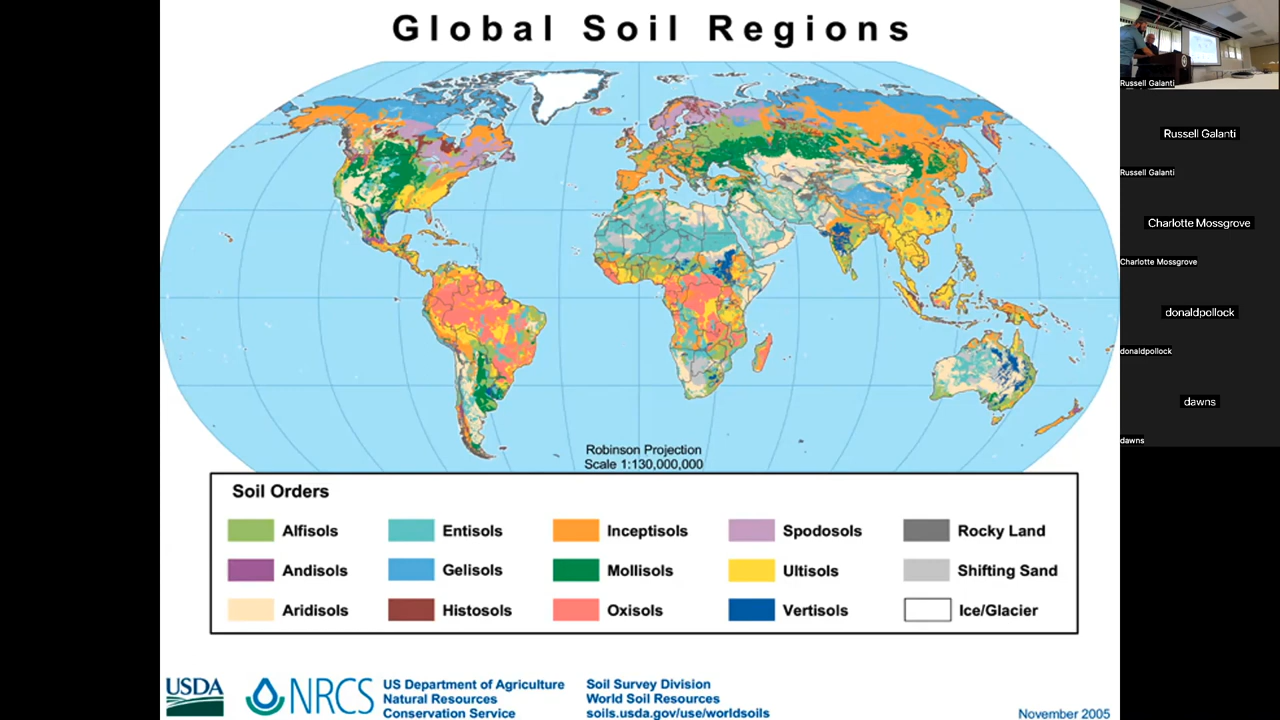 Global Soil Regions
Robinson Projection
Scale 1:130,000,000
Soil Orders
Alfisols
Entisols
Inceptisols
Spodosols
Rocky Land
Andisols
Gelisols
Mollisols
Ultisols
Shifting Sand
Aridisols
Histosols
Oxisols
Vertisols
Ice/Glacier
USDA
NRCS
US Department of Agriculture
Natural Resources
Conservation Service
Soil Survey Division
World Soil Resources
soils.usda.gov/use/worldsoils
November 2005
Russell Galanti
Russell Galanti
Russell Galanti
Charlotte Mossgrove
Charlotte Mossgrove
donaldpollock
donaldpollock
dawns
dawns